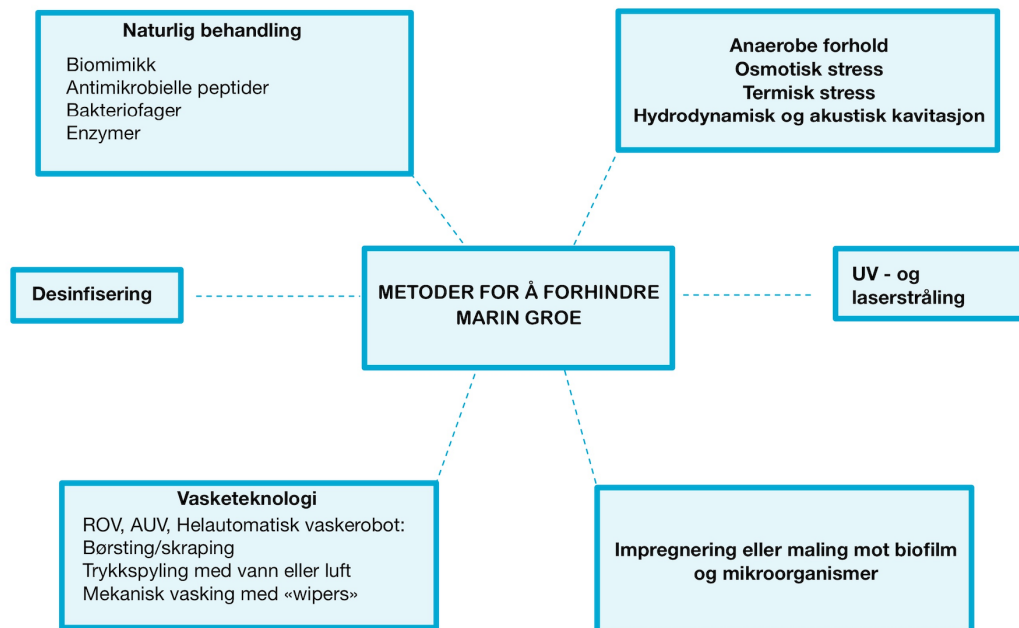 Naturlig behandling
Biomimikk
Antimikrobielle peptider
Bakteriofager
Enzymer
Anaerobe forhold
Osmotisk stress
Termisk stress
Hydrodynamisk og akustisk kavitasjon
Desinfisering
METODER FOR Å FORHINDRE
MARIN GROE
UV - og
laserstråling
Vasketeknologi
ROV, AUV, Helautomatisk vaskerobot:
Børsting/skraping
Trykkspyling med vann eller luft
Mekanisk vasking med «wipers»
Impregnering eller maling mot biofilm
og mikroorganismer